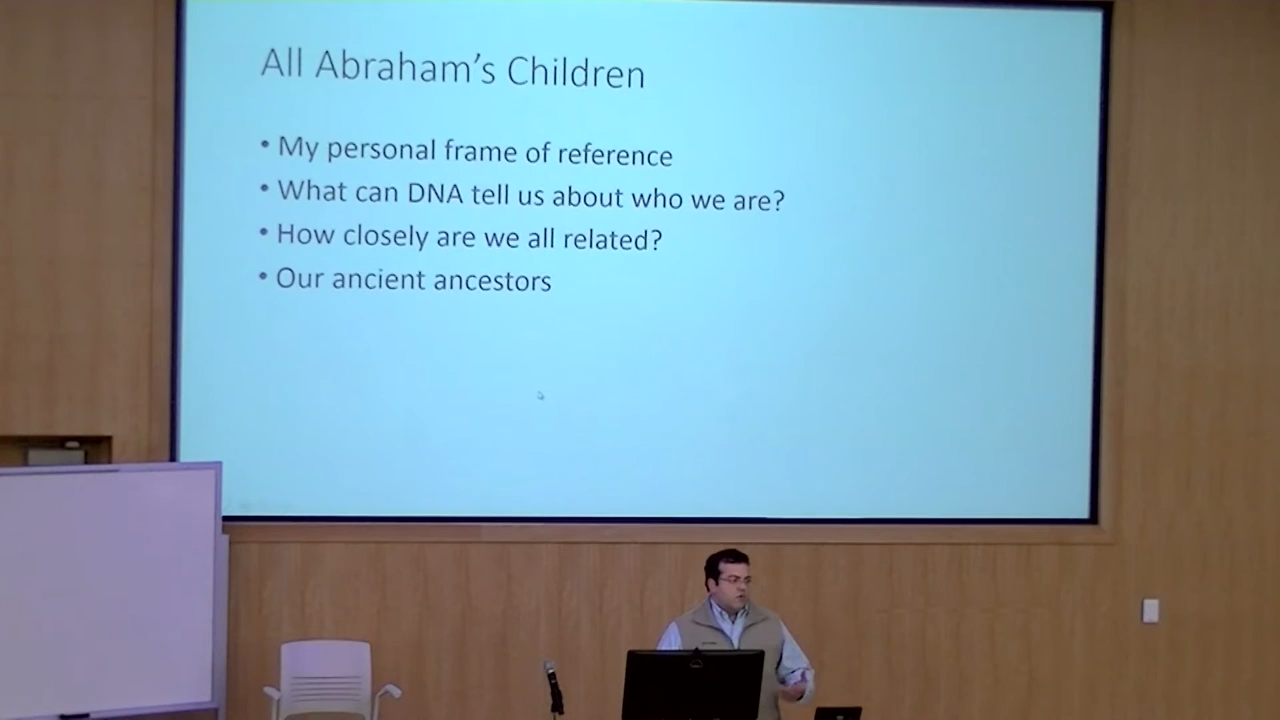 All Abraham's Children
• My personal frame of reference
• What can DNA tell us about who we are?
• How closely are we all related?
• Our ancient ancestors